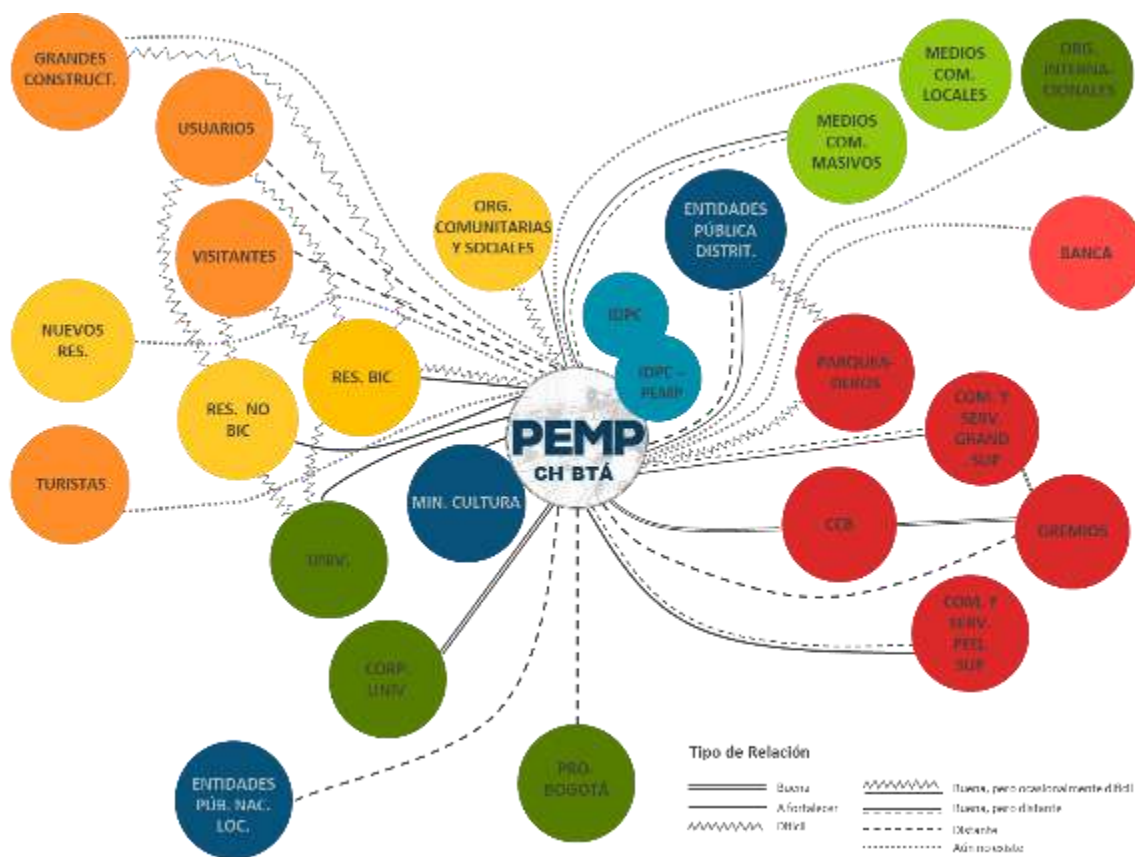 GRANDES
CONSTRUCT.
USUARIOS
VISITANTES
NUEVOS
RES.
TURISTAS
RES. NO
BIC
RES. BIC
ORG.
COMUNITARIAS
Y SOCIALES
MEDIOS
COM.
LOCALES
MEDIOS
COM.
MASIVOS
ORG.
INTERNA-
CIONALES
ENTIDADES
PÚBLICA
DISTRIT.
BANCA
IDPC
IDPC –
PEMP
PEMP
CH BTÁ
PARQUEA-
DEROS
COM. Y
SERV.
GRAND.
SUP
MIN. CULTURA
CCB
GREMIOS
UNIV.
CORP.
UNIV
COM. Y
SERV.
PEQ.
SUP
ENTIDADES
PÚB. NAC.
LOC.
PRO.
BOGOTÁ
Tipo de Relación
Buena
A fortalecer
Difícil
Buena, pero ocasionalmente difícil
Buena, pero distante
Distante
Aún no existe